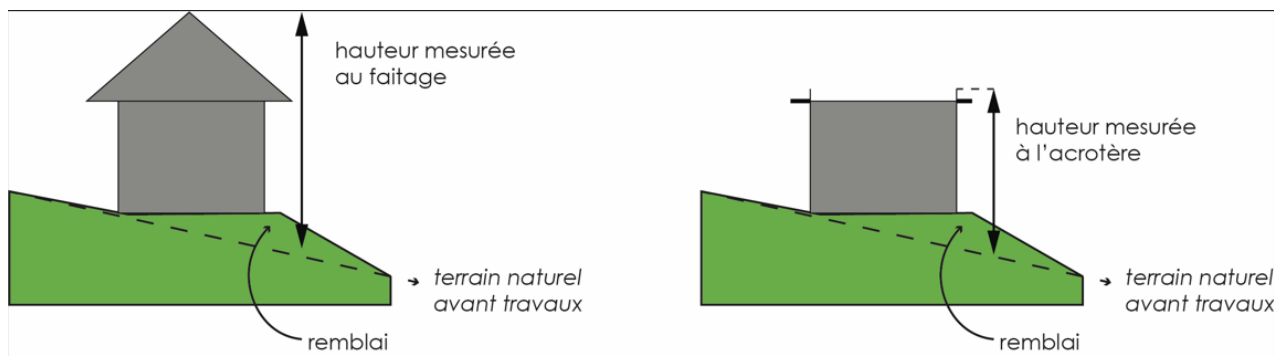 hauteur mesurée
au faitage
terrain naturel
avant travaux
remblai
hauteur mesurée
à l'acrotère
terrain naturel
avant travaux
remblai